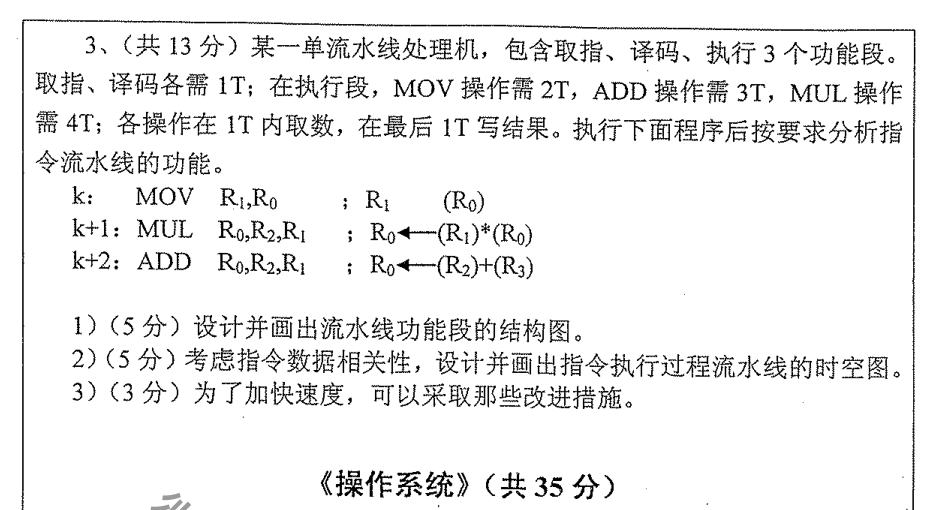 3、（共 13 分）某一单流水线处理机，包含取指、译码、执行 3 个功能段。
取指、译码各需 1T；在执行段，MOV 操作需 2T，ADD 操作需 3T，MUL 操作
需 4T；各操作在 1T 内取数，在最后 1T 写结果。执行下面程序后按要求分析指
令流水线的功能。
k： MOV R₁,R₀ ；R₁ (R₀)
k+1：MUL R₀,R₂,R₁ ；R₀←(R₁)*(R₀)
k+2：ADD R₀,R₂,R₁ ；R₀←(R₂)+(R₃)
1）（5 分）设计并画出流水线功能段的结构图。
2）（5 分）考虑指令数据相关性，设计并画出指令执行过程流水线的时空图。
3）（3 分）为了加快速度，可以采取那些改进措施。
《操作系统》（共 35 分）